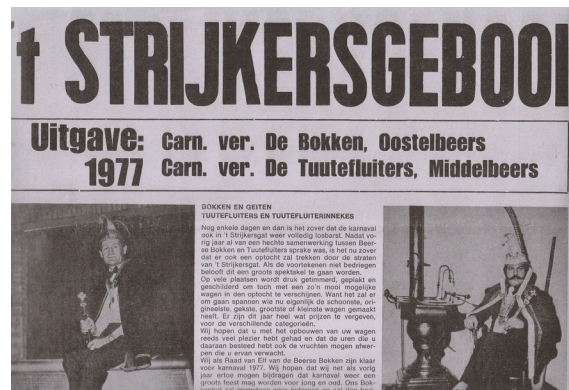 't STRIJKERSGEBOO
Uitgave: Carn. ver. De Bokken, Oostelbeers
1977 Carn. ver. De Tuutefluiters, Middelbeers
BOKKEN EN GEITEN
TUUTEFLUITERS EN TUUTEFLUITERINNEKES
Nog enkele dagen en dan is het zover dat de karnaval
ook in 't Strijkersgat weer volledig losbarst. Nadat vo-
rig jaar al van een hechte samenwerking tussen Beer-
se Bokken en Tuutefluiters sprake was, is het nu zover
dat er ook een optocht zal trekken door de straten
van 't Strijkersgat. Als de voortekenen niet bedriegen
belooft dit een groots spektakel te gaan worden.
Op vele plaatsen wordt druk getimmerd, geplakt en
geschilderd om toch met een zo'n mooi mogelijke
wagen in den optocht te verschijnen. Want het zal er
om gaan spannen wie nu eigenlijk de schoonste, ori-
gineelste, gekste, grootste of kleinste wagen gemaakt
heeft. Er zijn dit jaar heel wat prijzen te vergeven,
voor de verschillende categorieën.
Wij hopen dat u met het opbouwen van uw wagen
reeds veel plezier hebt gehad en dat de uren die u
daaraan besteed hebt ook de vruchten mogen afwer-
pen die u ervan verwacht.
Wij als Raad van Elf van de Beerse Bokken zijn klaar
voor karnaval 1977. Wij hopen dat wij net als vorig
jaar ertoe mogen bijdragen dat karnaval weer een
groots feest mag worden voor jong en oud. Ons Bok-